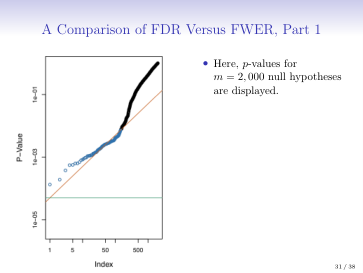 A Comparison of FDR Versus FWER, Part 1
• Here, p-values for
m = 2, 000 null hypotheses
are displayed.
P-Value
1e−01
1e−03
1e−05
1 5 50 500
Index
31 / 38